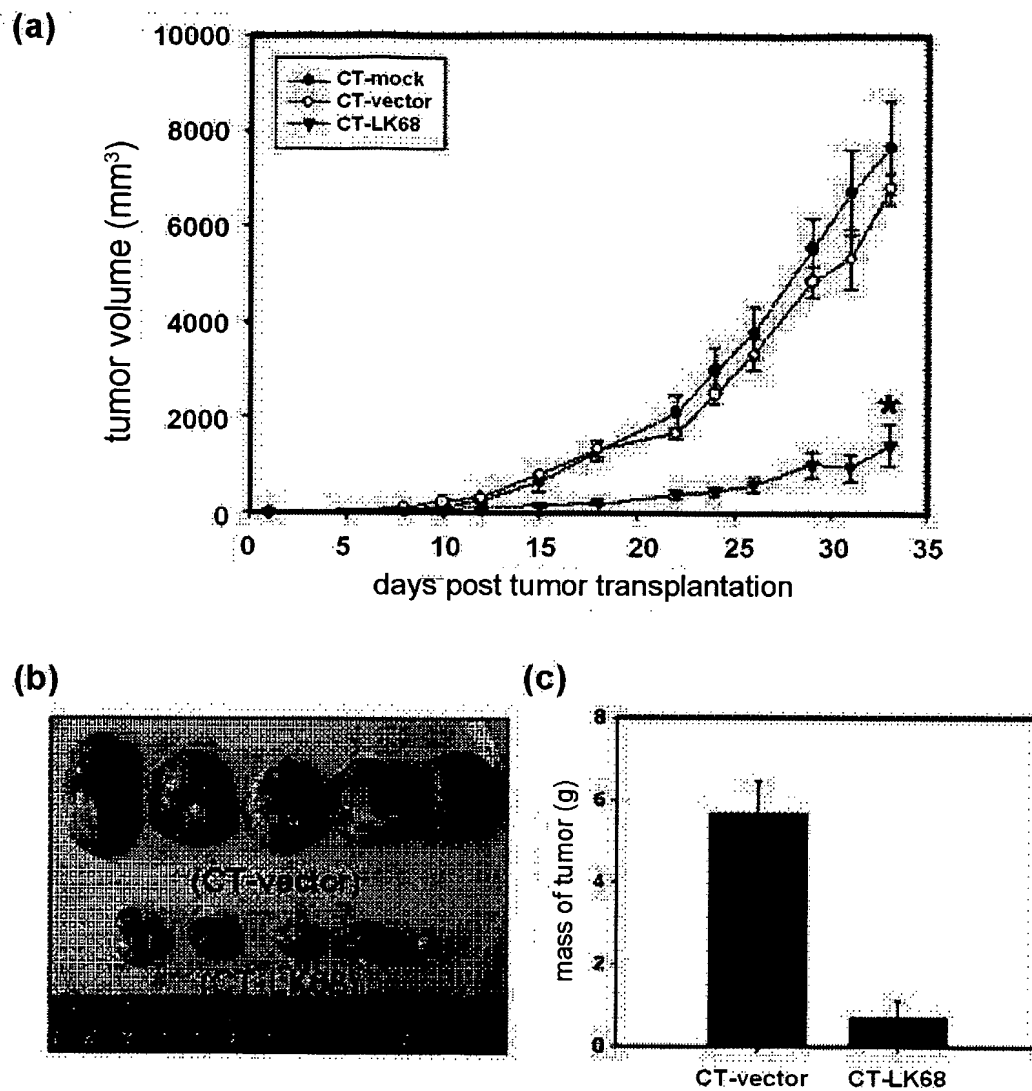 (a)
10000
8000
6000
4000
2000
0
tumor volume (mm³)
CT-mock
CT-vector
CT-LK68
*
0 5 10 15 20 25 30 35
days post tumor transplantation
(b)
(CT-vector)
(c)
8
6
4
2
0
mass of tumor (g)
CT-vector CT-LK68